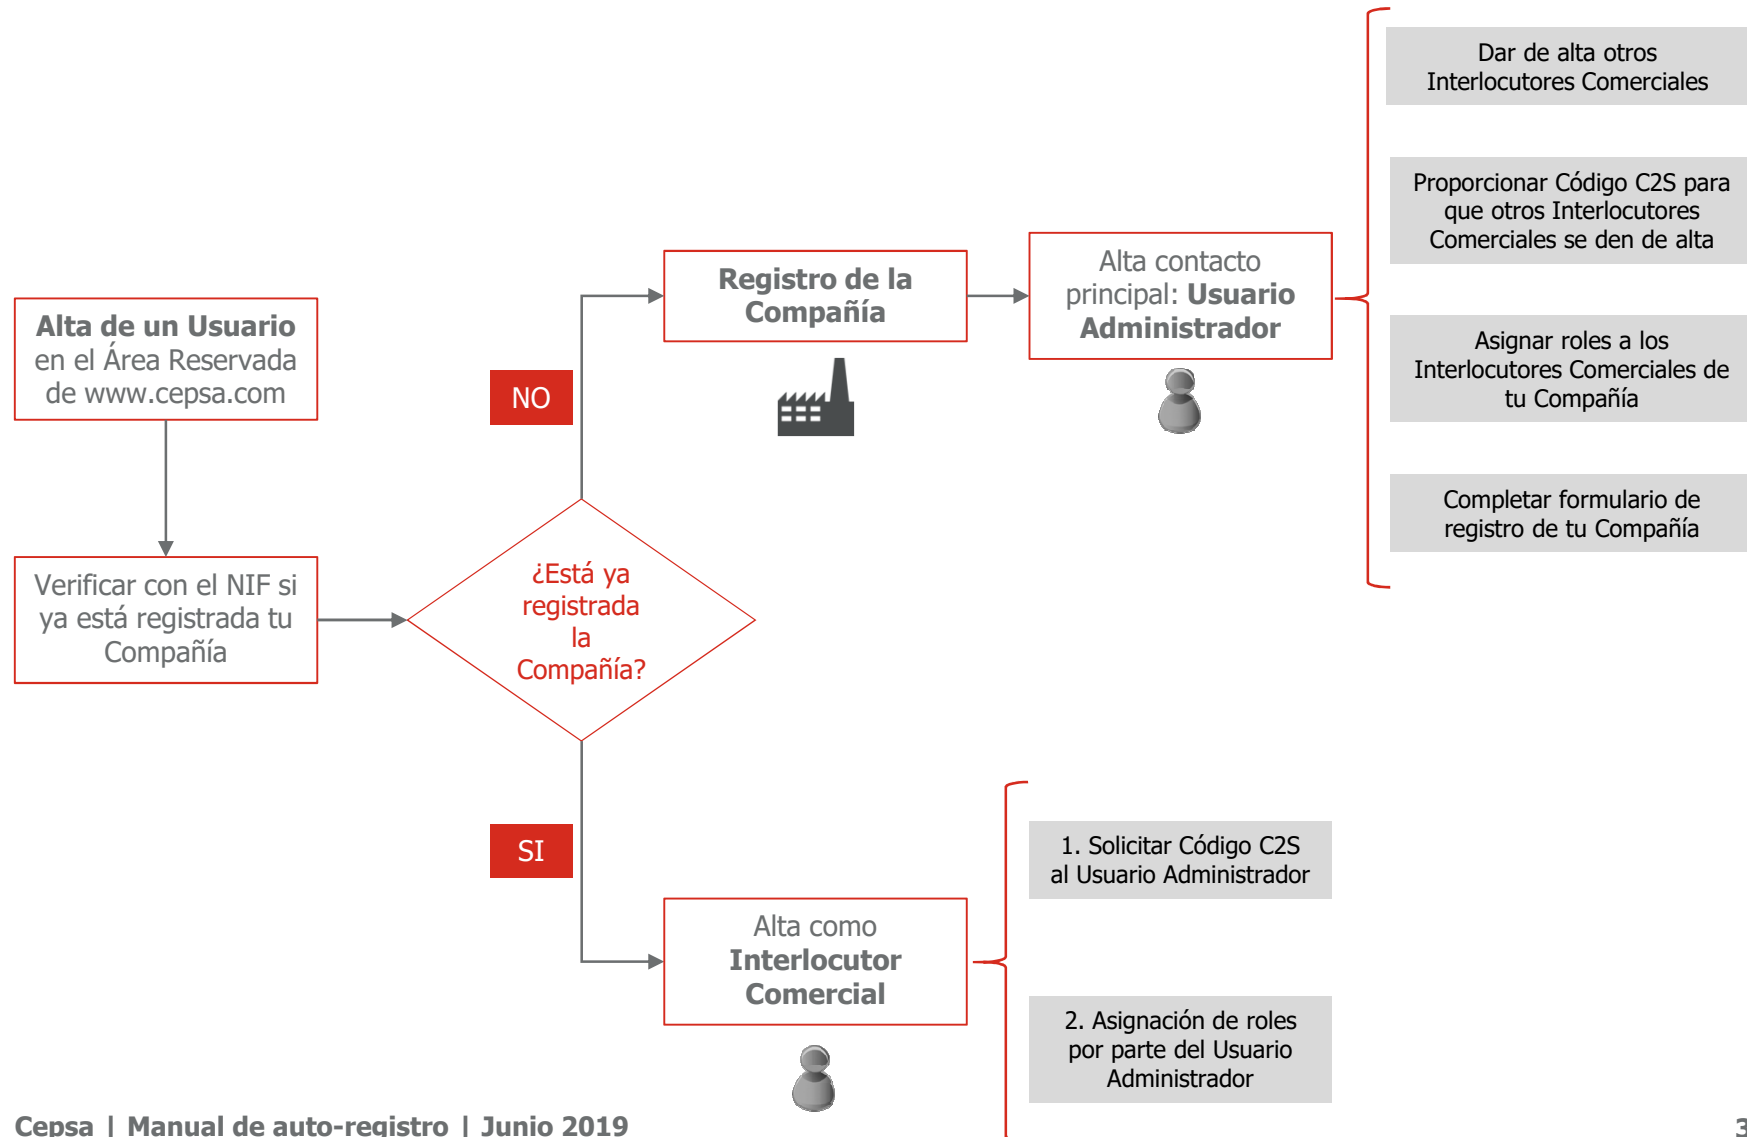 Alta de un Usuario
en el Área Reservada
de www.cepsa.com
Verificar con el NIF si
ya está registrada tu
Compañía
¿Está ya
registrada
la
Compañía?
NO
Registro de la
Compañía
Alta contacto
principal: Usuario
Administrador
Dar de alta otros
Interlocutores Comerciales
Proporcionar Código C2S para
que otros Interlocutores
Comerciales se den de alta
Asignar roles a los
Interlocutores Comerciales de
tu Compañía
Completar formulario de
registro de tu Compañía
SI
Alta como
Interlocutor
Comercial
1. Solicitar Código C2S
al Usuario Administrador
2. Asignación de roles
por parte del Usuario
Administrador
Cepsa | Manual de auto-registro | Junio 2019
3